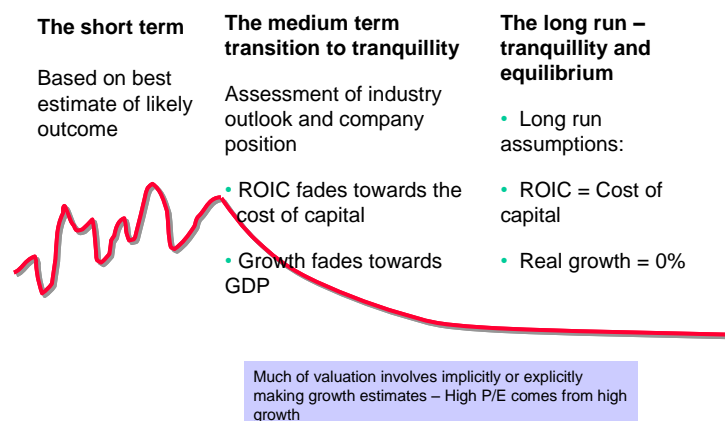 The short term
Based on best
estimate of likely
outcome
The medium term
transition to tranquillity
Assessment of industry
outlook and company
position
• ROIC fades towards the
cost of capital
• Growth fades towards
GDP
The long run –
tranquillity and
equilibrium
• Long run
assumptions:
• ROIC = Cost of
capital
• Real growth = 0%
Much of valuation involves implicitly or explicitly
making growth estimates – High P/E comes from high
growth